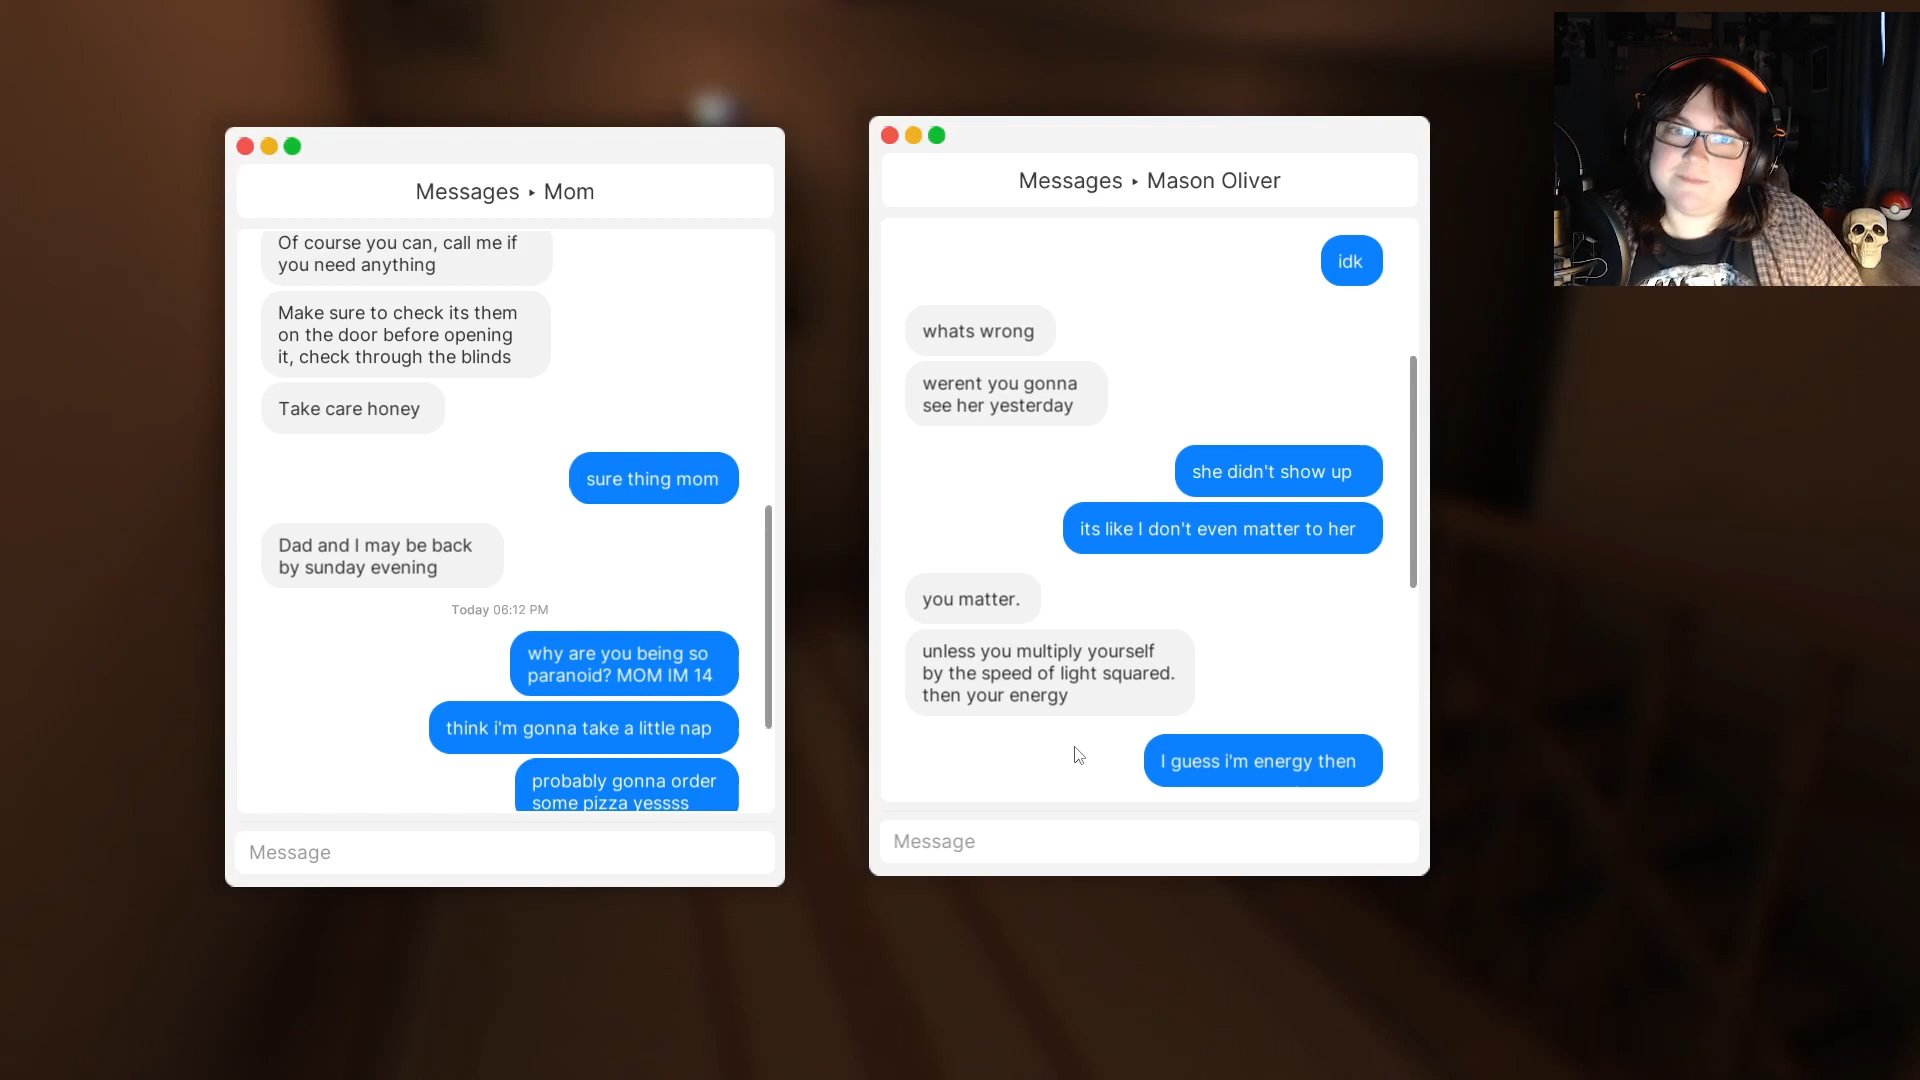 Messages ▸ Mom
Of course you can, call me if
you need anything
Make sure to check its them
on the door before opening
it, check through the blinds
Take care honey
sure thing mom
Dad and I may be back
by sunday evening
Today 06:12 PM
why are you being so
paranoid? MOM IM 14
think i'm gonna take a little nap
probably gonna order
some pizza yessss
Message
Messages ▸ Mason Oliver
idk
whats wrong
werent you gonna
see her yesterday
she didn't show up
its like I don't even matter to her
you matter.
unless you multiply yourself
by the speed of light squared.
then your energy
I guess i'm energy then
Message